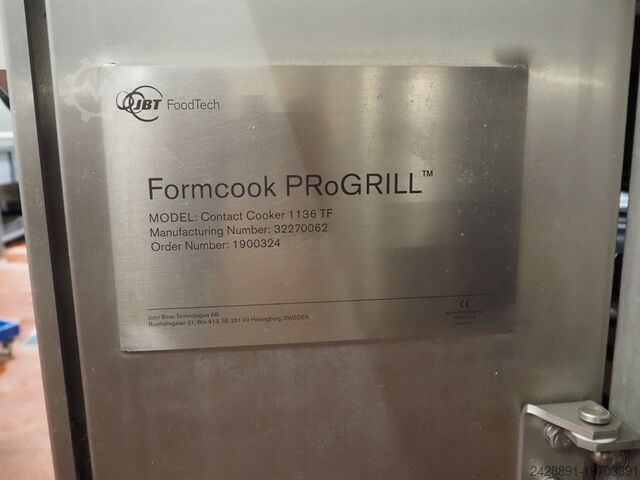 JBT FoodTech
Formcook PRoGRILL™
MODEL: Contact Cooker 1136 TF
Manufacturing Number: 32270062
Order Number: 1900324
John Bean Technologies AB
Rusthållsgatan 21, Box 913, SE-251 09 Helsingborg, SWEDEN
CE
2428891-19703391